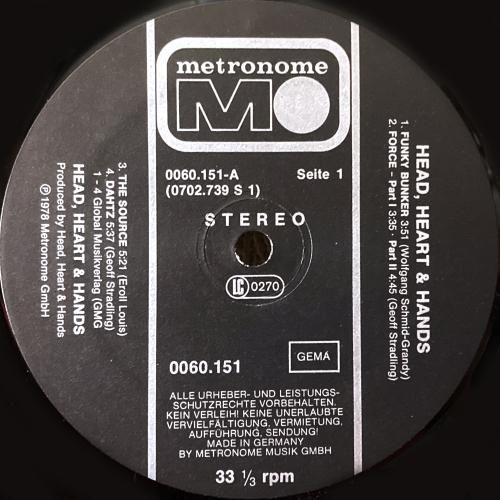 metronome
MO
0060.151-A
Seite 1
(0702.739 S 1)
STEREO
LC 0270
0060.151
GEMA
ALLE URHEBER- UND LEISTUNGS-
SCHUTZRECHTE VORBEHALTEN.
KEIN VERLEIH! KEINE UNERLAUBTE
VERVIELFÄLTIGUNG, VERMIETUNG,
AUFFÜHRUNG, SENDUNG!
MADE IN GERMANY
BY METRONOME MUSIK GMBH
33 1/3 rpm
HEAD, HEART & HANDS
1. FUNKY BUNKER 3:51 (Wolfgang Schmid-Grandy)
2. FORCE - Part I 3:35 · Part II 4:45 (Geoff Stradling)
3. THE SOURCE 5:21 (Eroll Louis)
4. DAHTZ 5:37 (Geoff Stradling)
1 - 4 Global Musikverlag (GMG
HEAD, HEART & HANDS
Produced by Head, Heart & Hands
Ⓟ 1978 Metronome GmbH